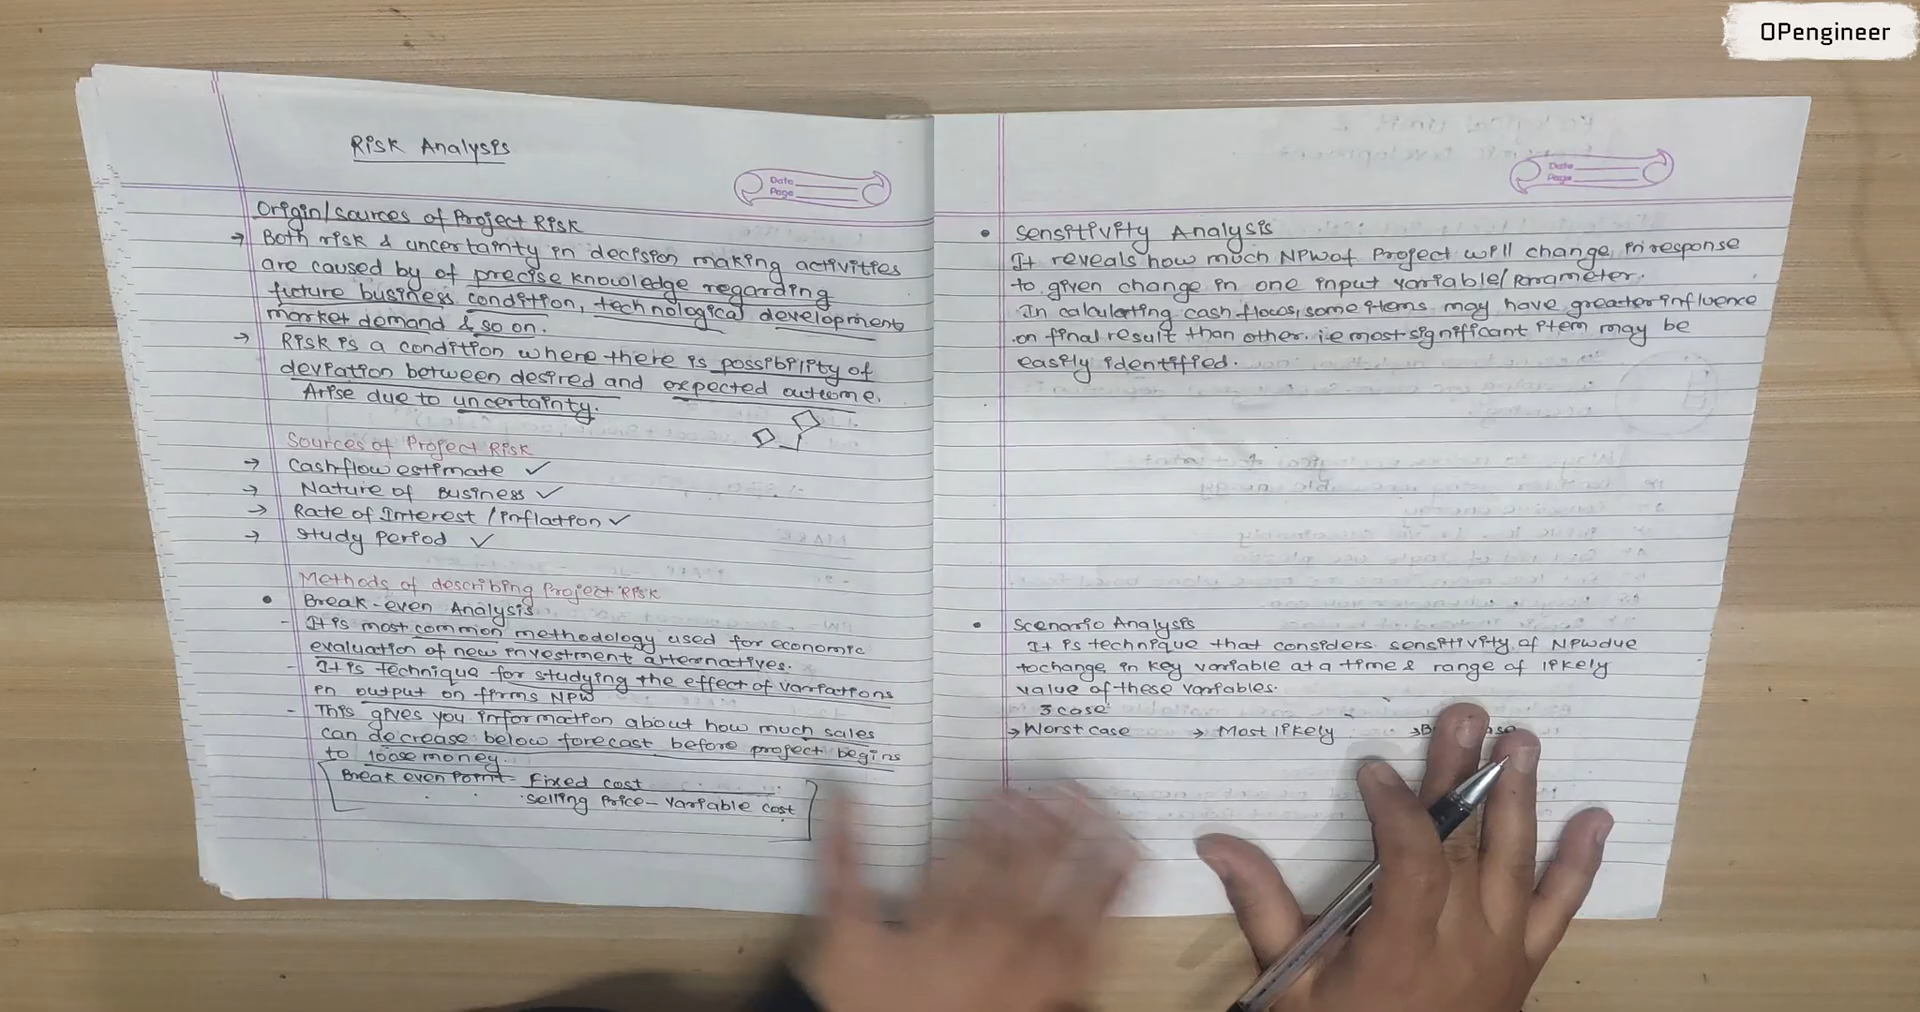 OPengineer
Risk Analysis
Date
Page
Origin/sources of Project Risk
→ Both risk & uncertainty in decision making activities
are caused by of precise knowledge regarding
future business condition, technological development
market demand & so on.
→ Risk is a condition where there is possibility of
deviation between desired and expected outcome.
Arise due to uncertainty.
Sources of Project Risk
→ Cashflow estimate ✓
→ Nature of Business ✓
→ Rate of Interest / inflation ✓
→ Study period ✓
Methods of describing Project Risk
• Break-even Analysis
- It is most common methodology used for economic
evaluation of new investment alternatives.
- It is technique for studying the effect of variations
in output on firms NPW
- This gives you information about how much sales
can decrease below forecast before project begins
to loose money.
Break even Point = Fixed cost
selling Price - Variable cost
Date
Page
• Sensitivity Analysis
It reveals how much NPW of Project will change in response
to given change in one input variable/Parameter.
In calculating cash flows, some items may have greater influence
on final result than other. i.e most significant item may be
easily identified.
• Scenario Analysis
It is technique that considers sensitivity of NPW due
to change in key variable at a time & range of likely
value of these variables.
3 case
→ Worst case → Most likely →